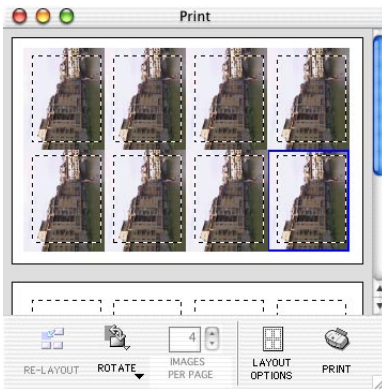 Print
RE-LAYOUT
ROTATE
4
IMAGES
PER PAGE
LAYOUT
OPTIONS
PRINT